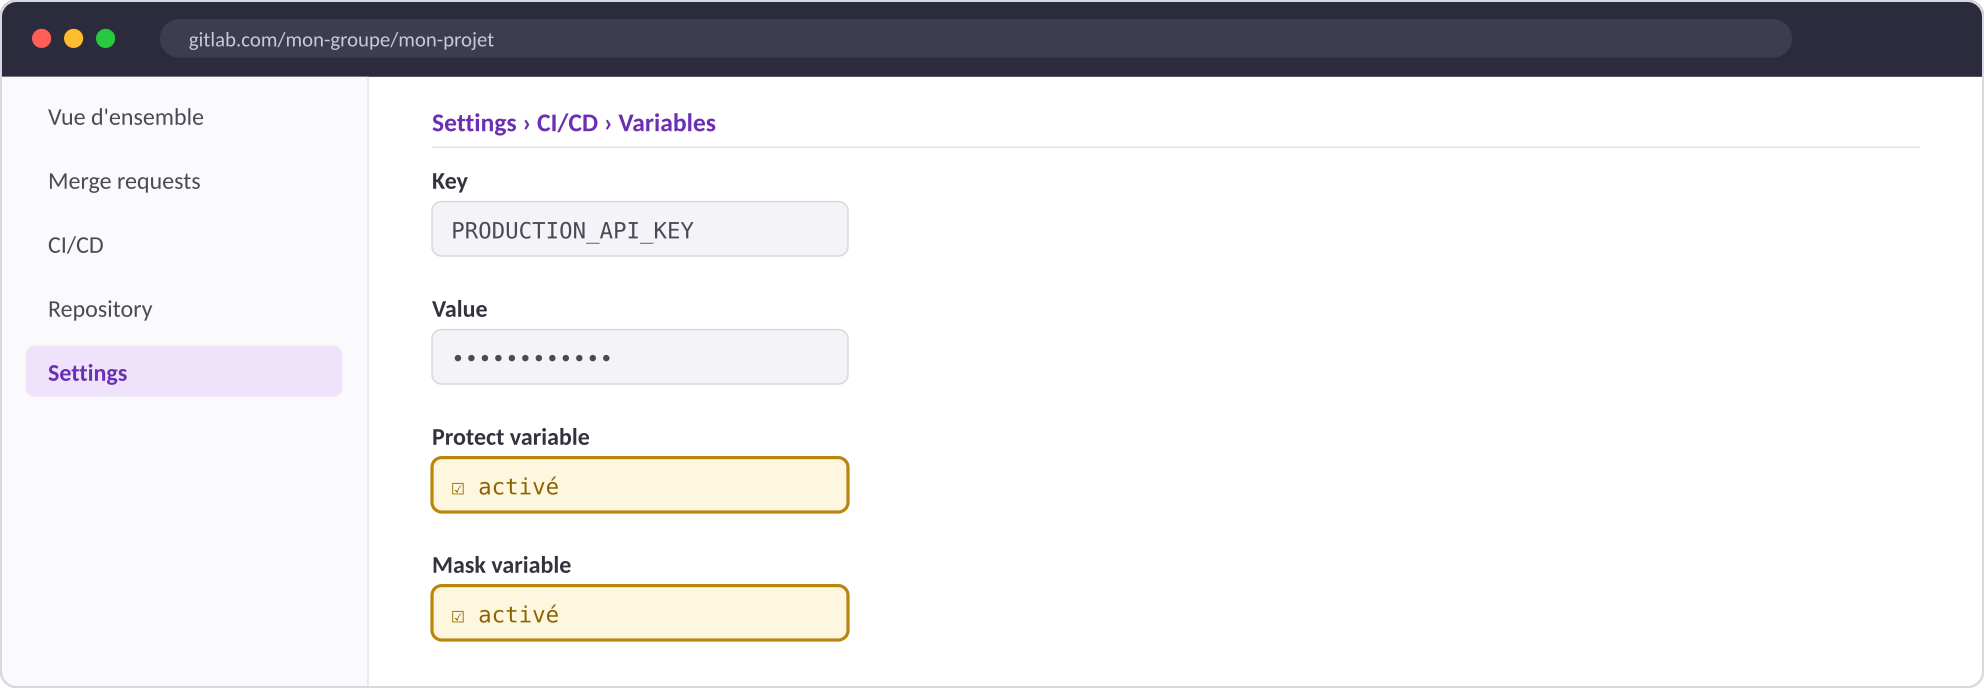 gitlab.com/mon-groupe/mon-projet
Vue d'ensemble
Merge requests
CI/CD
Repository
Settings
Settings › CI/CD › Variables
Key
PRODUCTION_API_KEY
Value
••••••••••••
Protect variable
☑ activé
Mask variable
☑ activé